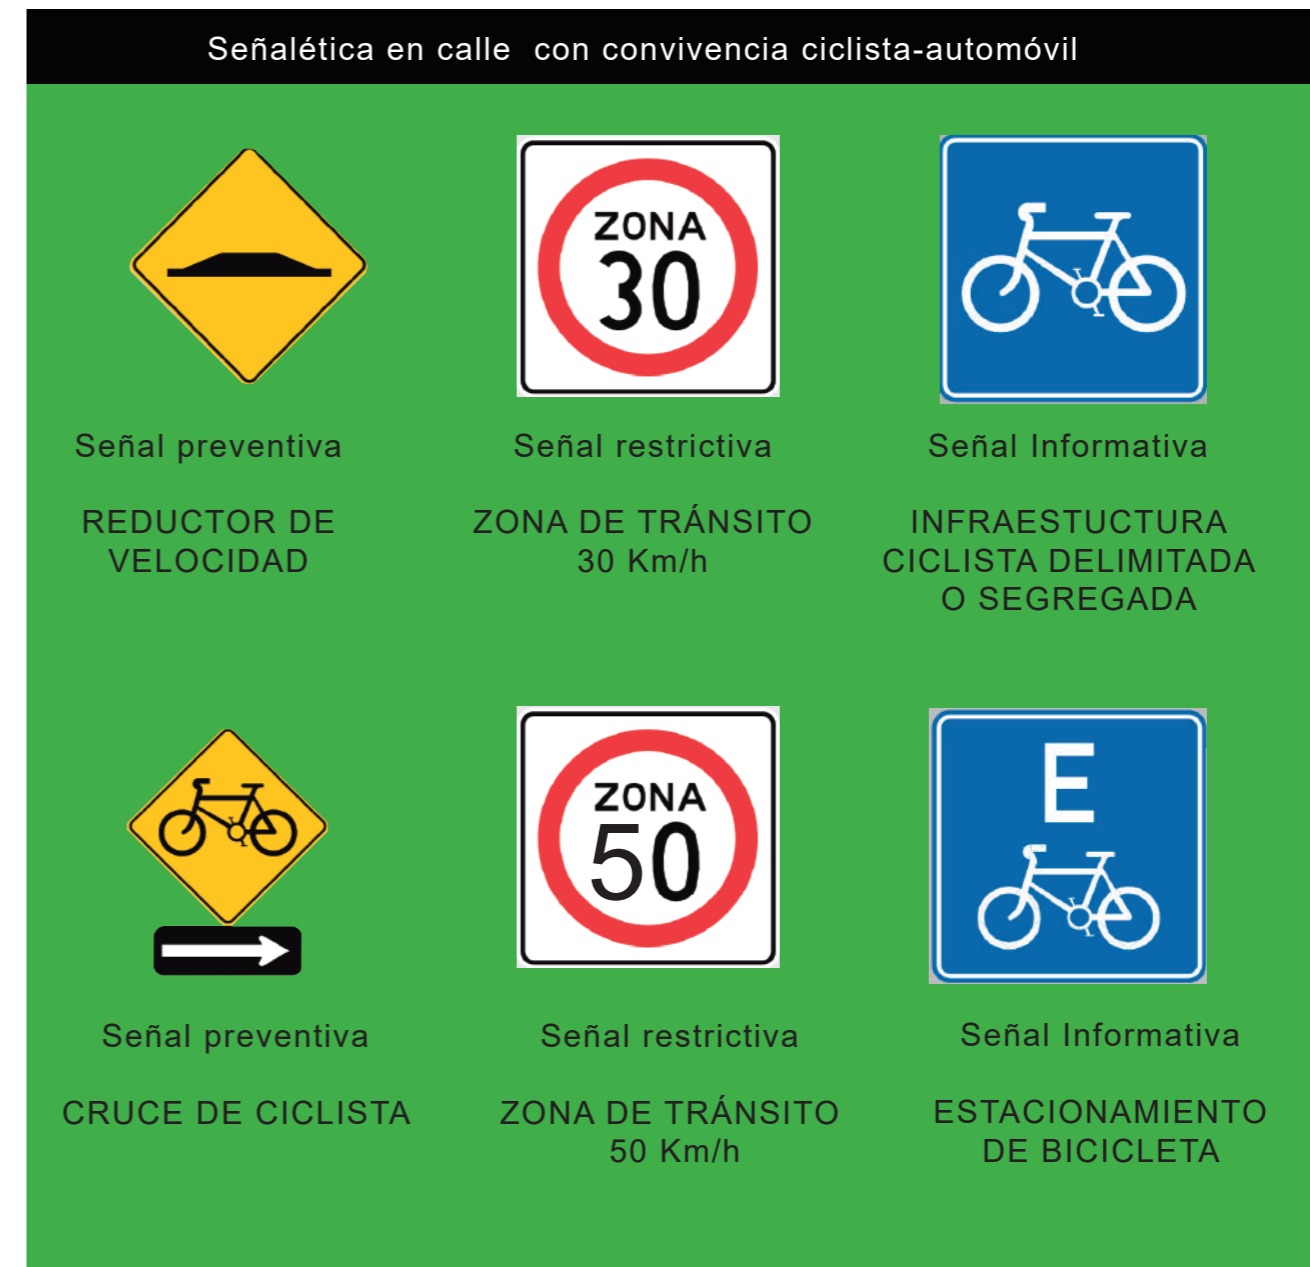 Señalética en calle  con convivencia ciclista-automóvil
ZONA
30
Señal preventiva
Señal restrictiva
Señal Informativa
REDUCTOR DE
VELOCIDAD
ZONA DE TRÁNSITO
30 Km/h
INFRAESTUCTURA
CICLISTA DELIMITADA
O SEGREGADA
ZONA
50
E
Señal preventiva
Señal restrictiva
Señal Informativa
CRUCE DE CICLISTA
ZONA DE TRÁNSITO
50 Km/h
ESTACIONAMIENTO
DE BICICLETA